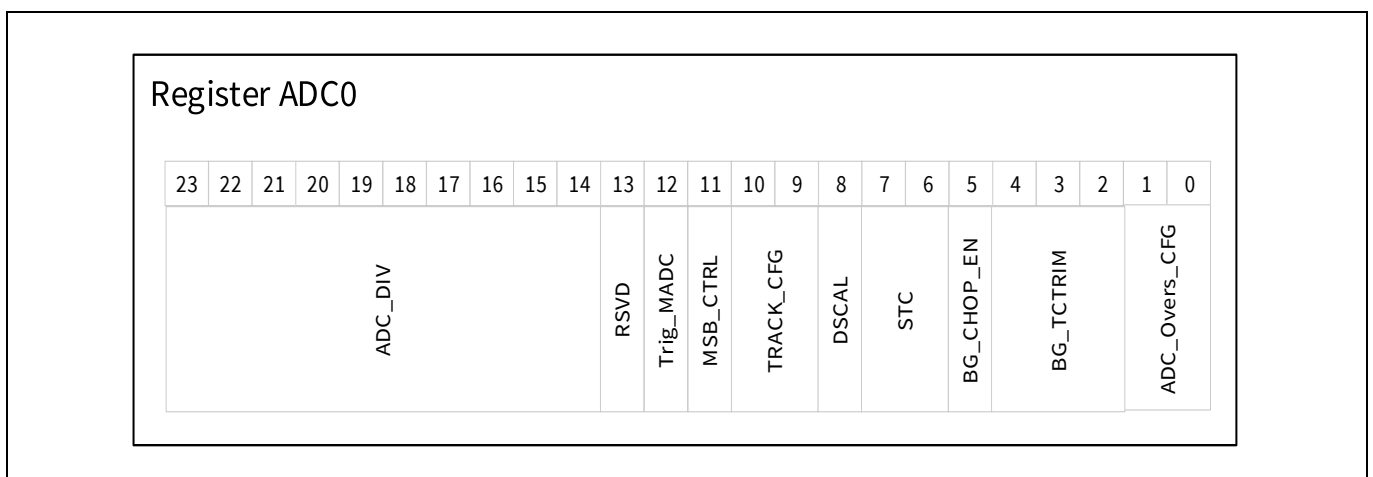 Register ADC0
23 22 21 20 19 18 17 16 15 14 13 12 11 10 9 8 7 6 5 4 3 2 1 0
ADC_DIV
RSVD
Trig_MADC
MSB_CTRL
TRACK_CFG
DSCAL
STC
BG_CHOP_EN
BG_TCTRIM
ADC_Overs_CFG